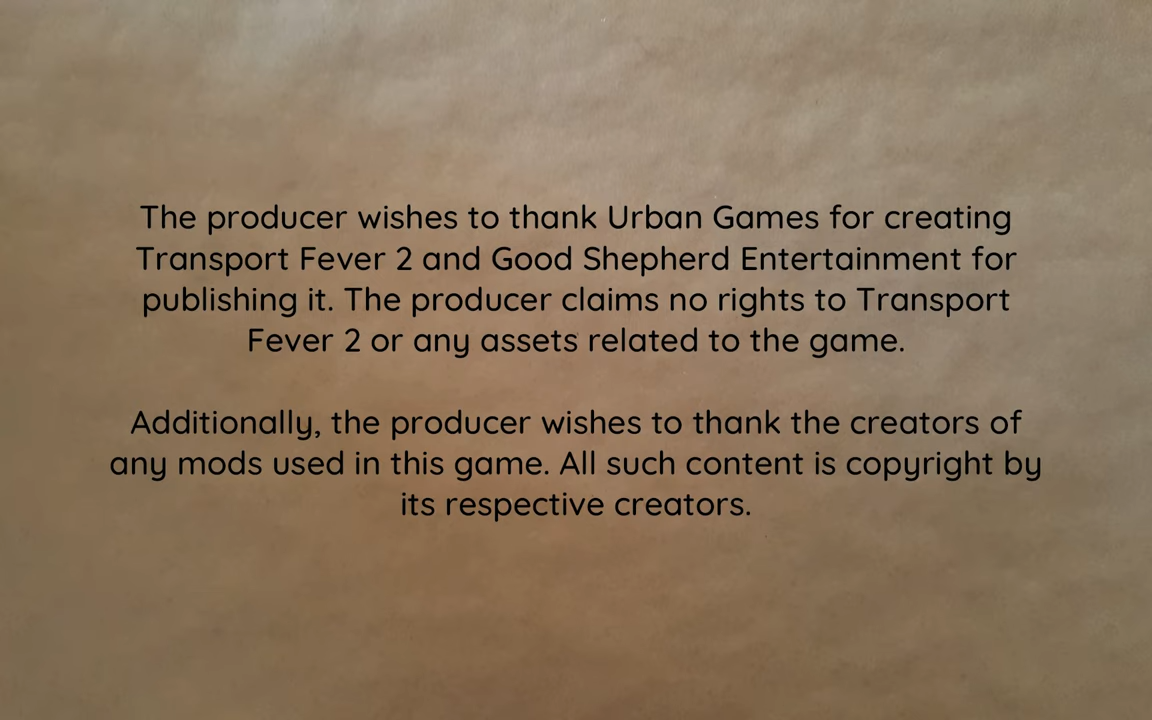 The producer wishes to thank Urban Games for creating
Transport Fever 2 and Good Shepherd Entertainment for
publishing it. The producer claims no rights to Transport
Fever 2 or any assets related to the game.
Additionally, the producer wishes to thank the creators of
any mods used in this game. All such content is copyright by
its respective creators.